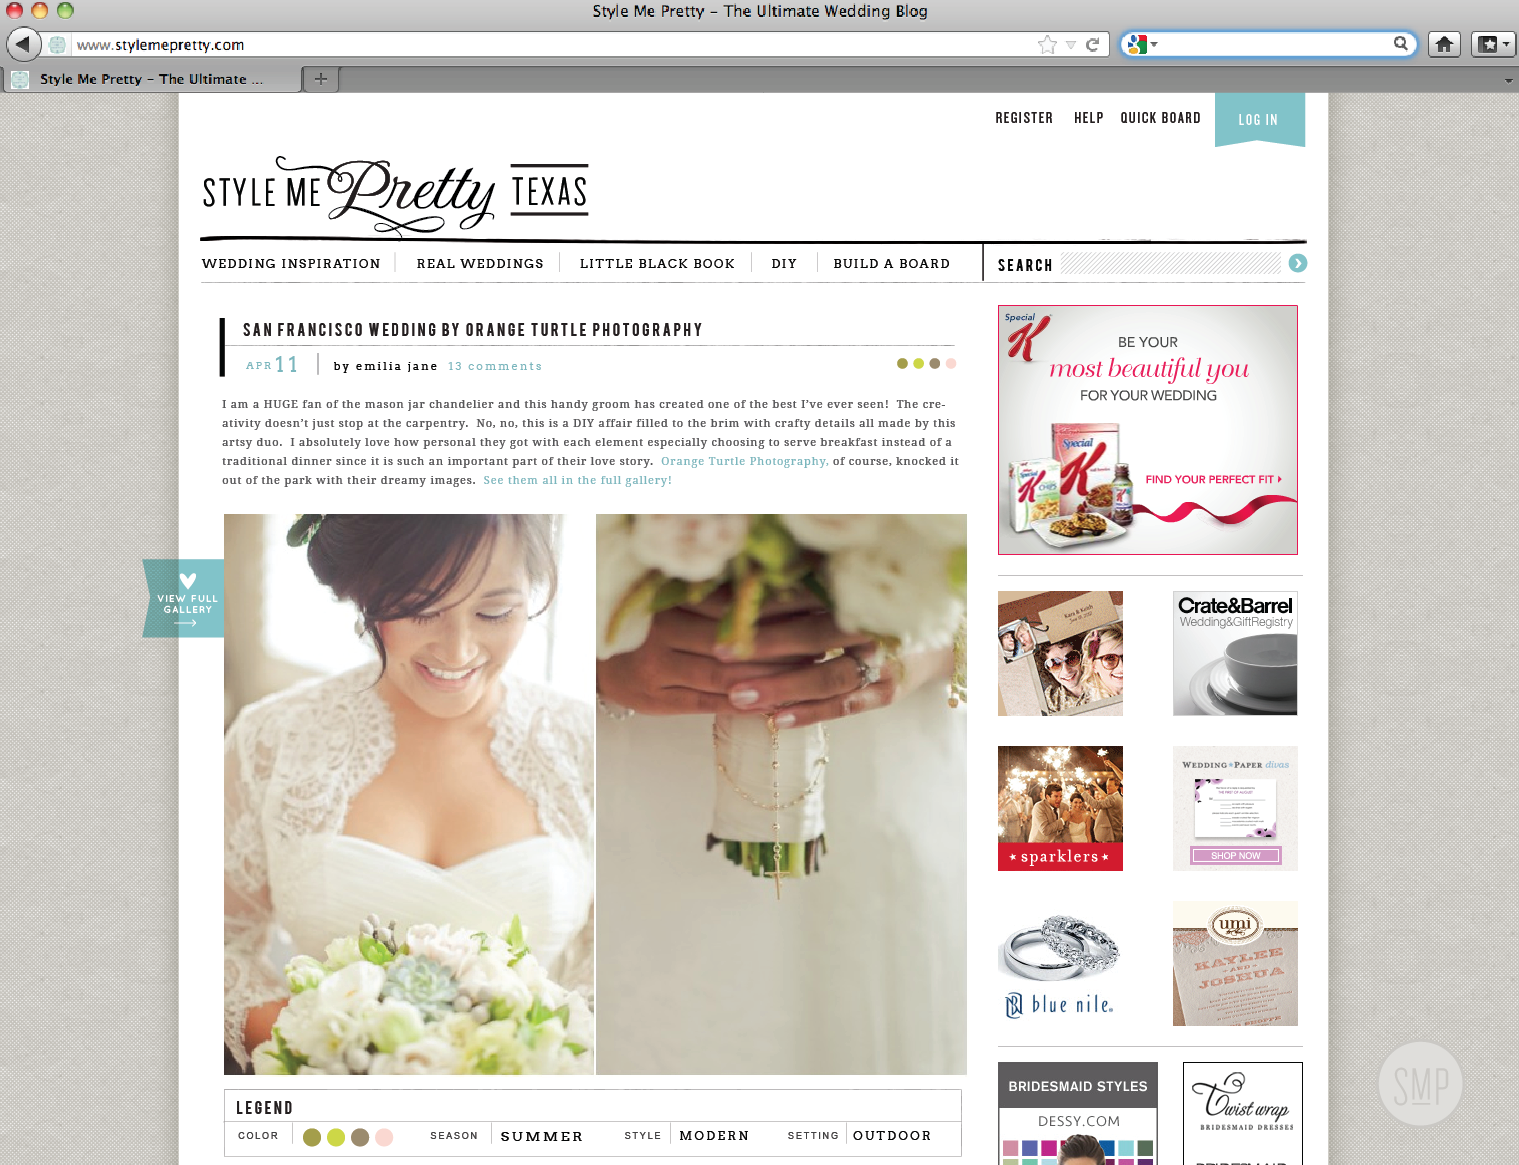 Style Me Pretty – The Ultimate Wedding Blog
www.stylemepretty.com
Style Me Pretty – The Ultimate ...
REGISTER HELP QUICK BOARD LOG IN
STYLE ME Pretty TEXAS
WEDDING INSPIRATION REAL WEDDINGS LITTLE BLACK BOOK DIY BUILD A BOARD SEARCH
SAN FRANCISCO WEDDING BY ORANGE TURTLE PHOTOGRAPHY
APR 11 by emilia jane 13 comments
I am a HUGE fan of the mason jar chandelier and this handy groom has created one of the best I've ever seen! The cre-
ativity doesn't just stop at the carpentry. No, no, this is a DIY affair filled to the brim with crafty details all made by this
artsy duo. I absolutely love how personal they got with each element especially choosing to serve breakfast instead of a
traditional dinner since it is such an important part of their love story. Orange Turtle Photography, of course, knocked it
out of the park with their dreamy images. See them all in the full gallery!
VIEW FULL
GALLERY
LEGEND
COLOR SEASON SUMMER STYLE MODERN SETTING OUTDOOR
Special K
BE YOUR
most beautiful you
FOR YOUR WEDDING
Special K
FIND YOUR PERFECT FIT
Crate&Barrel
Wedding&GiftRegistry
sparklers
WEDDING PAPER divas
SHOP NOW
blue nile
umi
KAYLEE
AND
JOSHUA
BRIDESMAID STYLES
DESSY.COM
Twist wrap
BRIDESMAID DRESSES
SMP